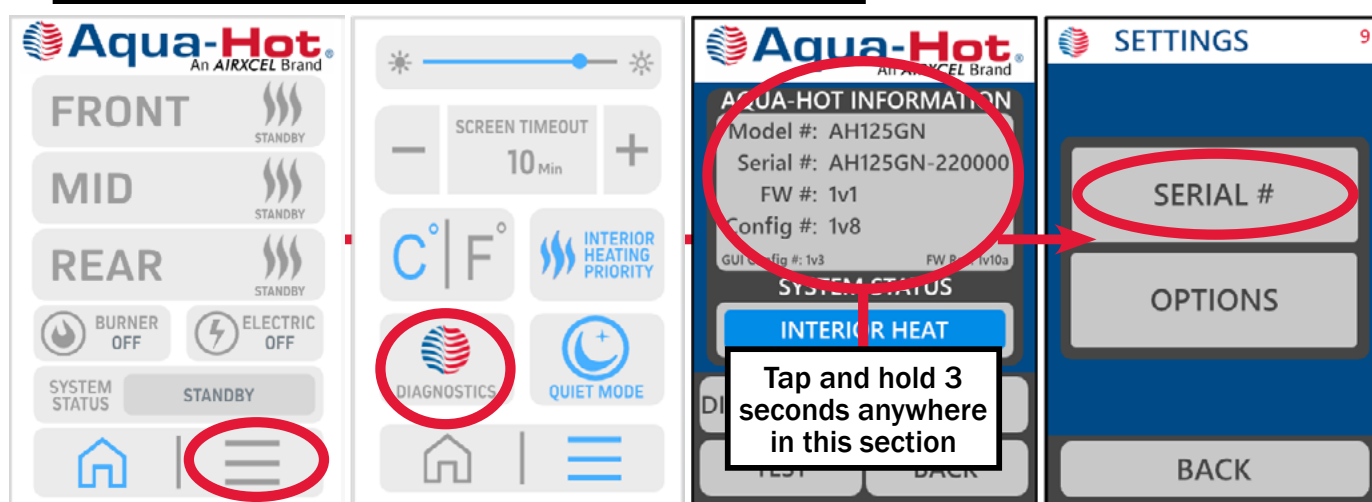 Aqua-Hot®
An AIRXCEL Brand
FRONT
STANDBY
MID
STANDBY
REAR
STANDBY
BURNER
OFF
ELECTRIC
OFF
SYSTEM
STATUS
STANDBY
SCREEN TIMEOUT
10 Min
C° F°
INTERIOR
HEATING
PRIORITY
DIAGNOSTICS
QUIET MODE
Aqua-Hot®
An AIRXCEL Brand
AQUA-HOT INFORMATION
Model #: AH125GN
Serial #: AH125GN-220000
FW #: 1v1
Config #: 1v8
GUI Config #: 1v3
FW 1v10a
SYSTEM STATUS
INTERIOR HEAT
Tap and hold 3
seconds anywhere
in this section
BACK
SETTINGS
9
SERIAL #
OPTIONS
BACK